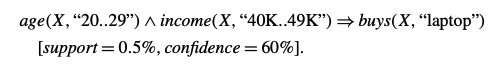 age(X, “20..29”) ∧ income(X, “40K..49K”) ⇒ buys(X, “laptop”)
[support = 0.5%, confidence = 60%].